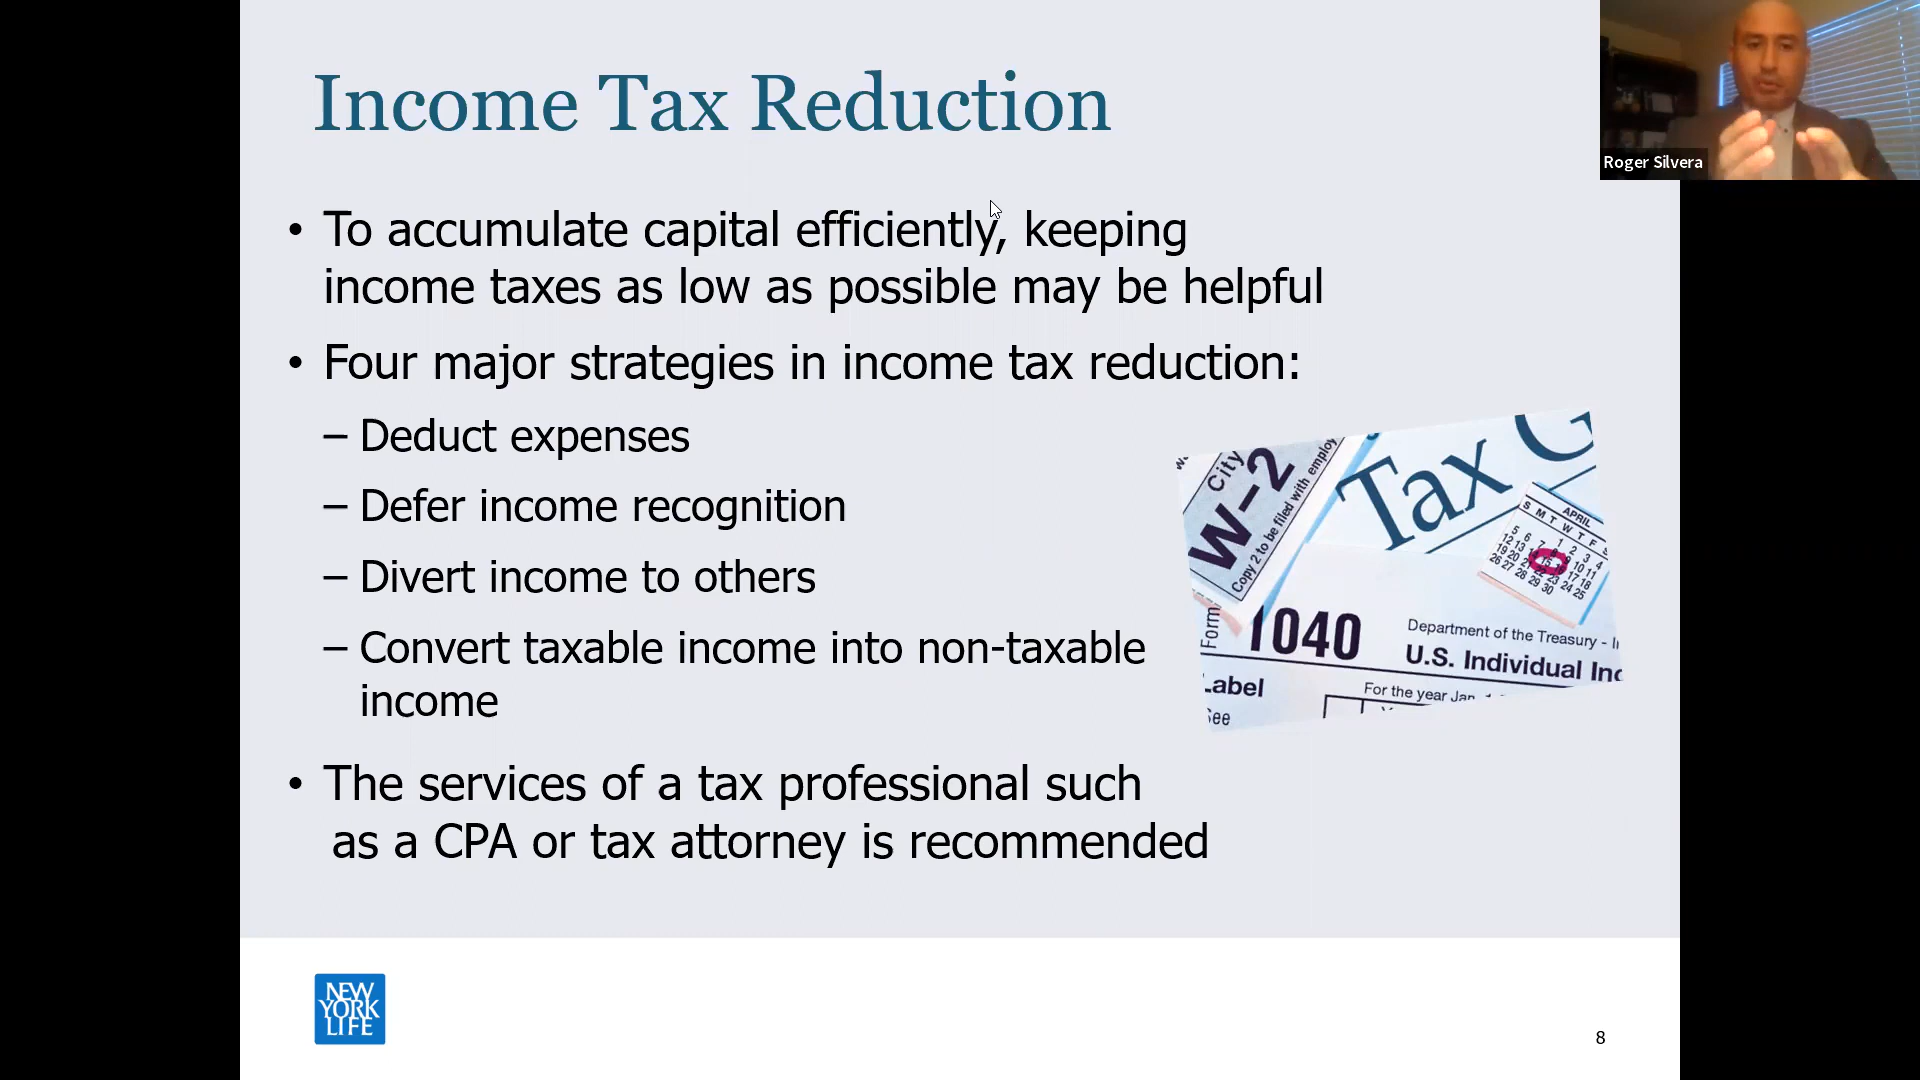 Income Tax Reduction
Roger Silvera
• To accumulate capital efficiently, keeping
income taxes as low as possible may be helpful
• Four major strategies in income tax reduction:
– Deduct expenses
– Defer income recognition
– Divert income to others
– Convert taxable income into non-taxable
income
• The services of a tax professional such
as a CPA or tax attorney is recommended
City
W-2
Copy 2 to be filed with employ
Tax G
APRIL
S M T W T F S
1 2 3 4
5 6 7 8 9 10 11
12 13 14 15 16 17 18
19 20 21 22 23 24 25
26 27 28 29 30
Form
1040
Department of the Treasury - I
U.S. Individual Inc
Label
See
For the year Jan. 1
NEW
YORK
LIFE
8